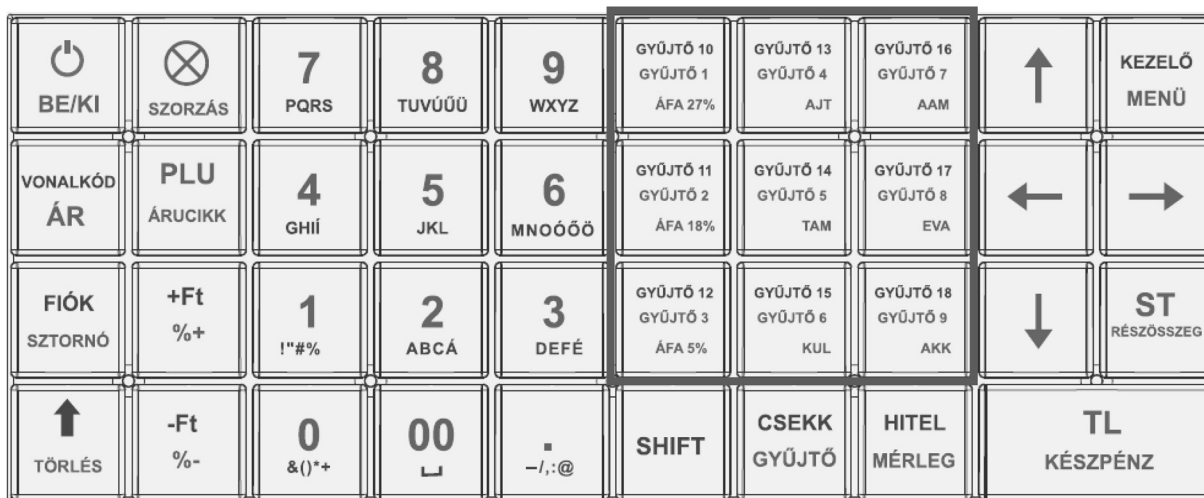 BE/KI
SZORZÁS
7
PQRS
8
TUVÚŰÜ
9
WXYZ
GYŰJTŐ 10
GYŰJTŐ 1
ÁFA 27%
GYŰJTŐ 13
GYŰJTŐ 4
AJT
GYŰJTŐ 16
GYŰJTŐ 7
AAM
KEZELŐ
MENÜ
VONALKÓD
ÁR
PLU
ÁRUCIKK
4
GHIÍ
5
JKL
6
MNOÓŐÖ
GYŰJTŐ 11
GYŰJTŐ 2
ÁFA 18%
GYŰJTŐ 14
GYŰJTŐ 5
TAM
GYŰJTŐ 17
GYŰJTŐ 8
EVA
FIÓK
SZTORNÓ
+Ft
%+
1
!"#%
2
ABCÁ
3
DEFÉ
GYŰJTŐ 12
GYŰJTŐ 3
ÁFA 5%
GYŰJTŐ 15
GYŰJTŐ 6
KUL
GYŰJTŐ 18
GYŰJTŐ 9
AKK
ST
RÉSZÖSSZEG
TÖRLÉS
-Ft
%-
0
&()*+
00
.
–/,:@
SHIFT
CSEKK
GYŰJTŐ
HITEL
MÉRLEG
TL
KÉSZPÉNZ